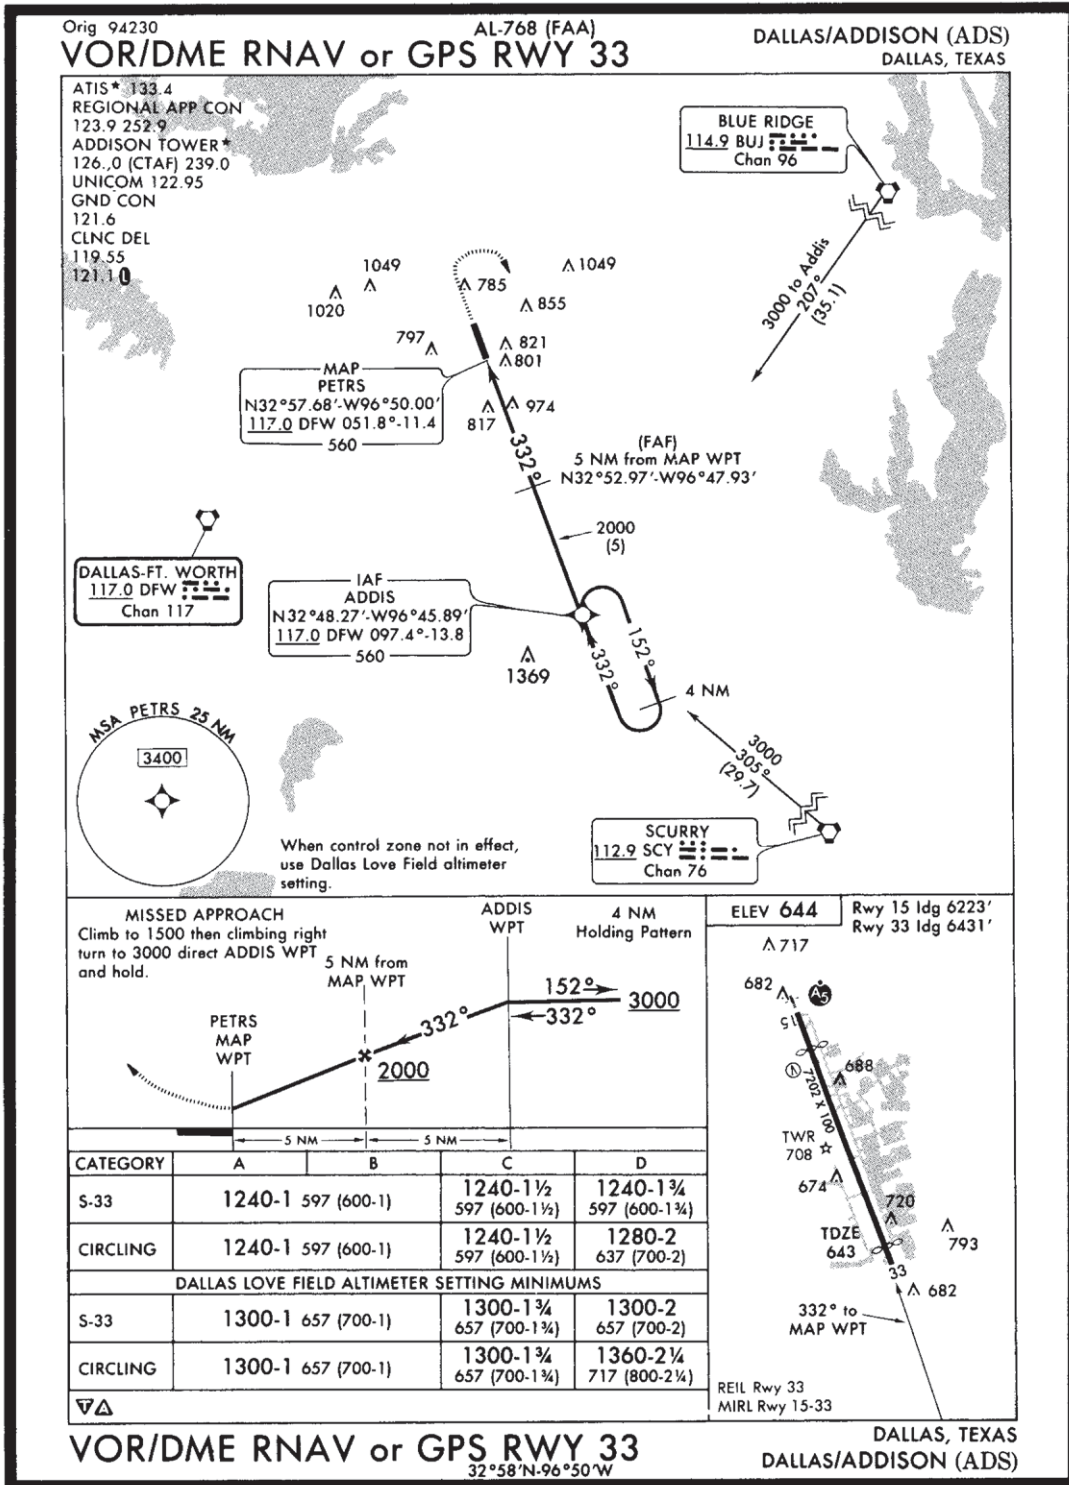 Orig 94230
AL-768 (FAA)
VOR/DME RNAV or GPS RWY 33
DALLAS/ADDISON (ADS)
DALLAS, TEXAS
ATIS* 133.4
REGIONAL APP CON
123.9 252.9
ADDISON TOWER*
126.,0 (CTAF) 239.0
UNICOM 122.95
GND CON
121.6
CLNC DEL
119.55
121.1
BLUE RIDGE
114.9 BUJ
Chan 96
3000 to Addis
207°
(35.1)
1049
1020
785
1049
855
797
821
801
974
817
MAP
PETRS
N32°57.68'-W96°50.00'
117.0 DFW 051.8°-11.4
560
332°
(FAF)
5 NM from MAP WPT
N32°52.97'-W96°47.93'
2000
(5)
DALLAS-FT. WORTH
117.0 DFW
Chan 117
IAF
ADDIS
N32°48.27'-W96°45.89'
117.0 DFW 097.4°-13.8
560
1369
332°
152°
4 NM
3000
305°
(29.7)
MSA PETRS 25 NM
3400
SCURRY
112.9 SCY
Chan 76
When control zone not in effect,
use Dallas Love Field altimeter
setting.
MISSED APPROACH
Climb to 1500 then climbing right
turn to 3000 direct ADDIS WPT
and hold.
5 NM from
MAP WPT
ADDIS
WPT
4 NM
Holding Pattern
152°
332°
3000
332°
2000
PETRS
MAP
WPT
5 NM
5 NM
ELEV 644
Rwy 15 ldg 6223'
Rwy 33 ldg 6431'
717
682
A5
15
688
7202 X 100
TWR
708
674
720
TDZE
643
793
33
682
332° to
MAP WPT
REIL Rwy 33
MIRL Rwy 15-33
CATEGORY A B C D
S-33 1240-1 597 (600-1) 1240-1½ 597 (600-1½) 1240-1¾ 597 (600-1¾)
CIRCLING 1240-1 597 (600-1) 1240-1½ 597 (600-1½) 1280-2 637 (700-2)
DALLAS LOVE FIELD ALTIMETER SETTING MINIMUMS
S-33 1300-1 657 (700-1) 1300-1¾ 657 (700-1¾) 1300-2 657 (700-2)
CIRCLING 1300-1 657 (700-1) 1300-1¾ 657 (700-1¾) 1360-2¼ 717 (800-2¼)
T A
VOR/DME RNAV or GPS RWY 33
32°58'N-96°50'W
DALLAS, TEXAS
DALLAS/ADDISON (ADS)